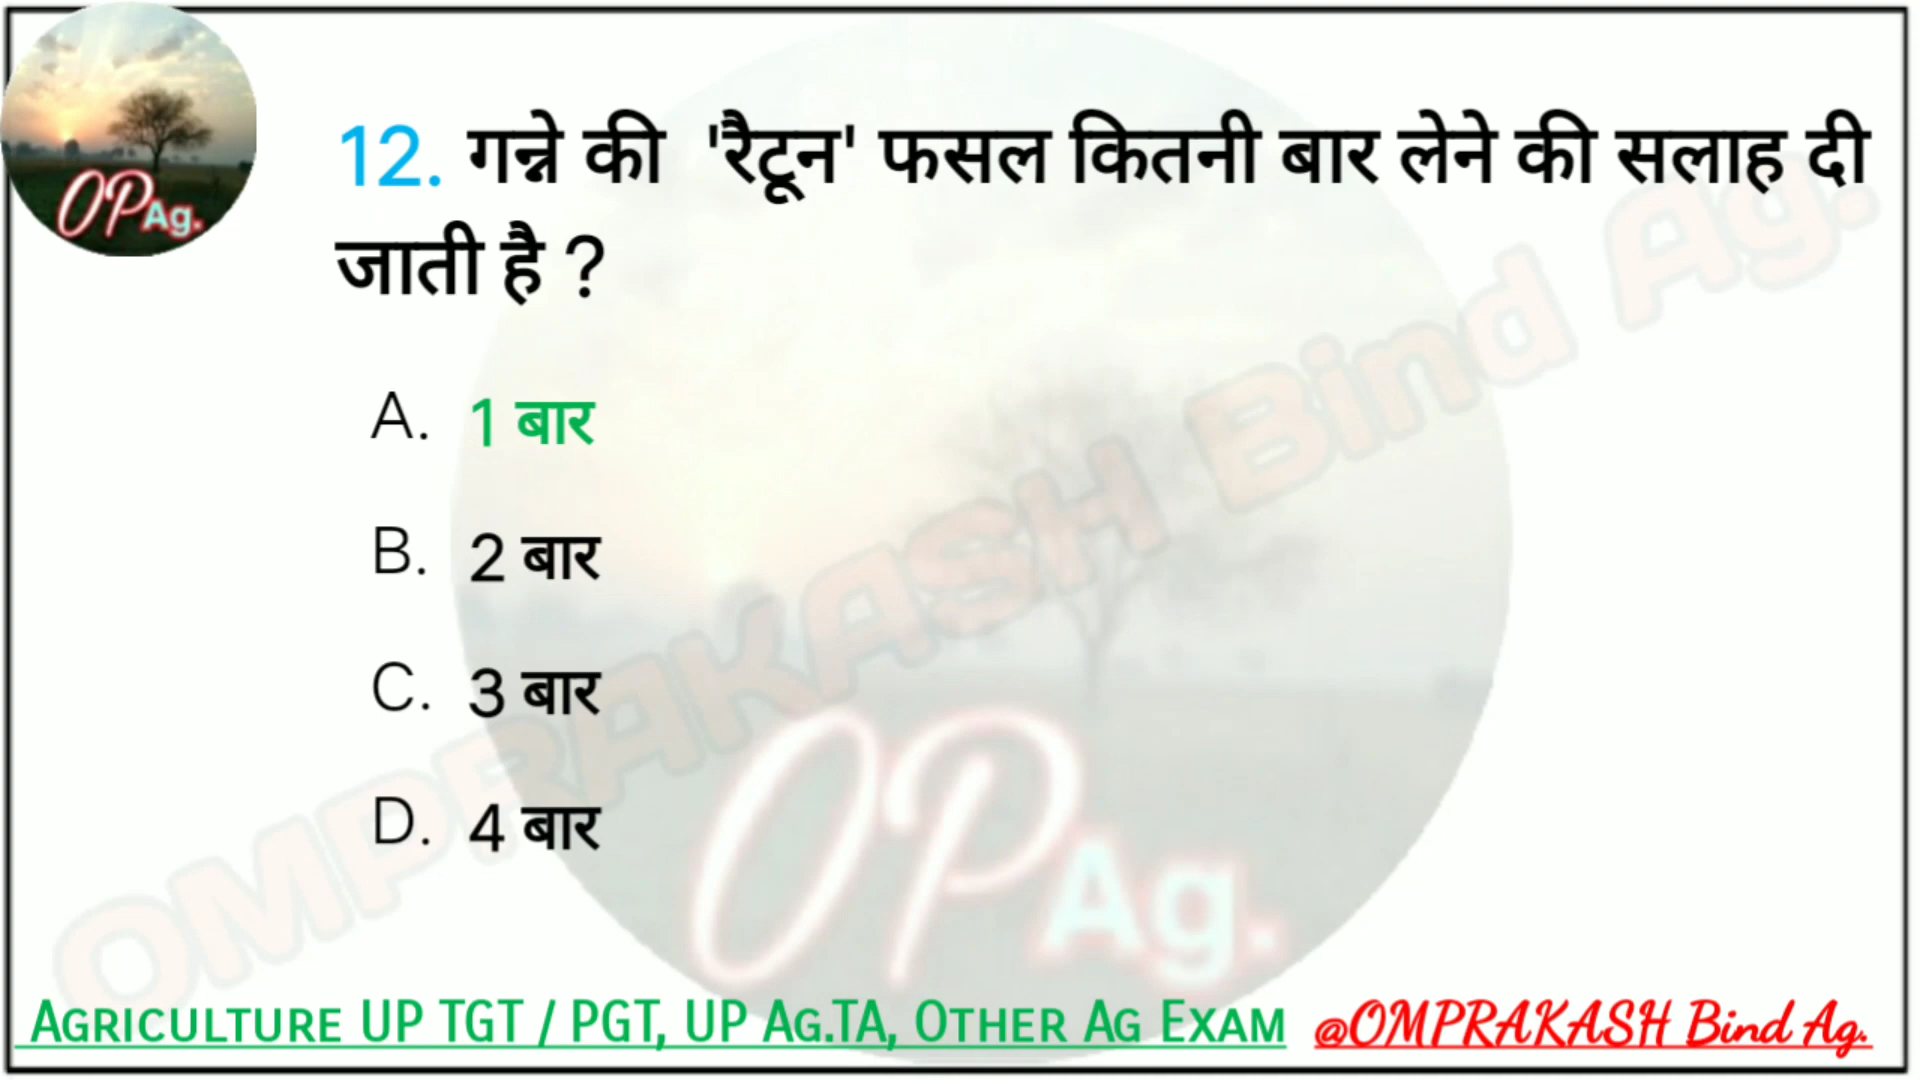 OP Ag.
12. गन्ने की 'रैटून' फसल कितनी बार लेने की सलाह दी
जाती है ?
A. 1 बार
B. 2 बार
C. 3 बार
D. 4 बार
OMPRAKASH Bind Ag.
OP Ag.
AGRICULTURE UP TGT / PGT, UP AG.TA, OTHER AG EXAM @OMPRAKASH Bind Ag.